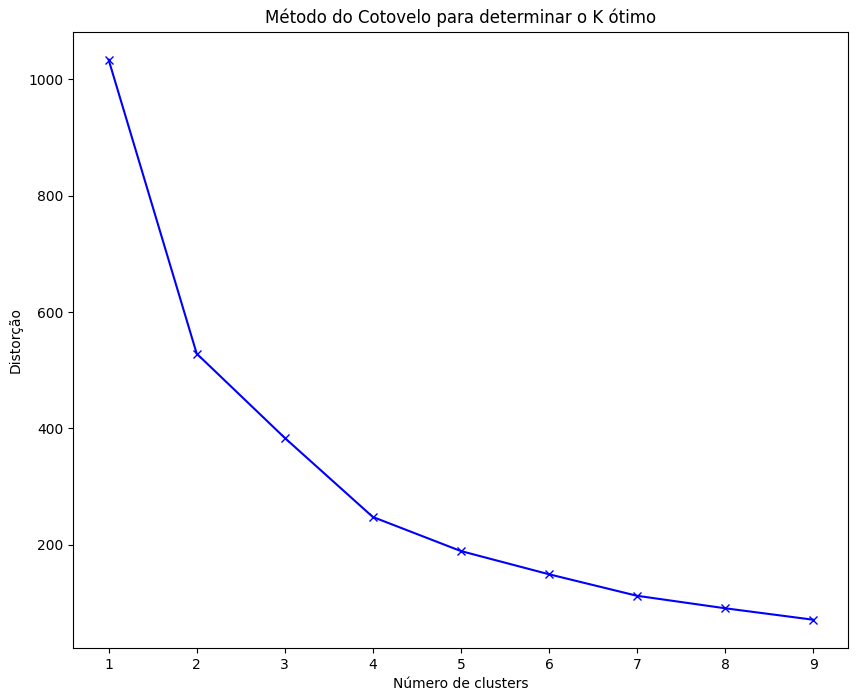 Método do Cotovelo para determinar o K ótimo
1000
800
600
400
200
Distorção
1 2 3 4 5 6 7 8 9
Número de clusters